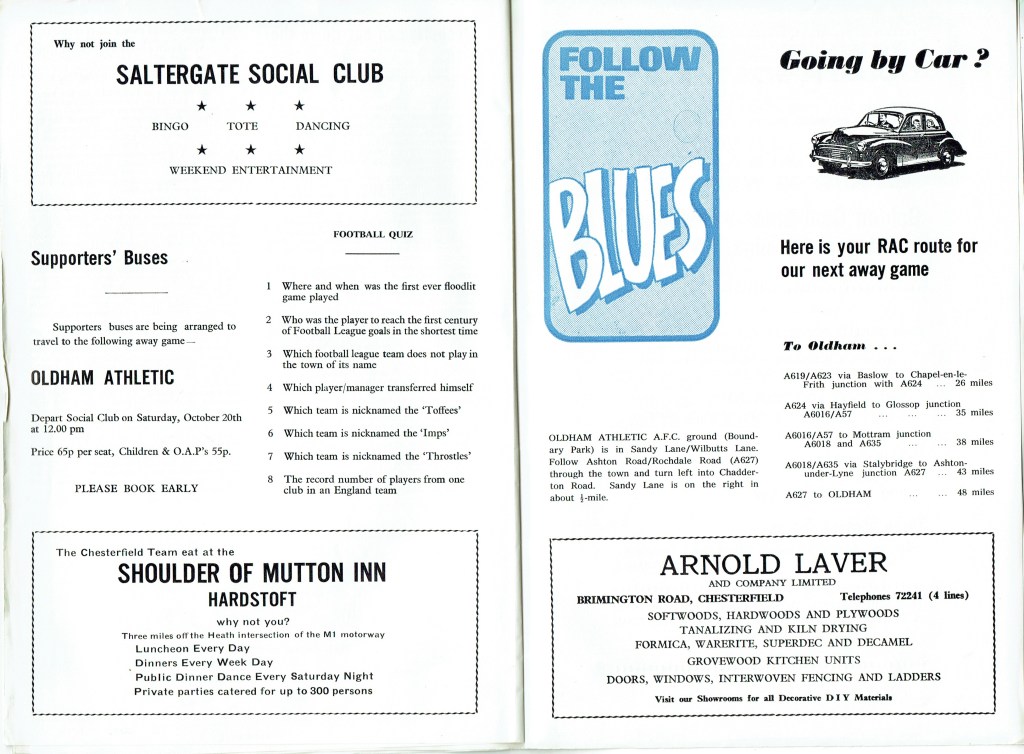 Why not join the
SALTERGATE SOCIAL CLUB
★ ★ ★
BINGO TOTE DANCING
★ ★ ★
WEEKEND ENTERTAINMENT
Supporters' Buses
Supporters buses are being arranged to
travel to the following away game—
OLDHAM ATHLETIC
Depart Social Club on Saturday, October 20th
at 12.00 pm
Price 65p per seat, Children & O.A.P's 55p.
PLEASE BOOK EARLY
FOOTBALL QUIZ
1 Where and when was the first ever floodlit
game played
2 Who was the player to reach the first century
of Football League goals in the shortest time
3 Which football league team does not play in
the town of its name
4 Which player/manager transferred himself
5 Which team is nicknamed the 'Toffees'
6 Which team is nicknamed the 'Imps'
7 Which team is nicknamed the 'Throstles'
8 The record number of players from one
club in an England team
The Chesterfield Team eat at the
SHOULDER OF MUTTON INN
HARDSTOFT
why not you?
Three miles off the Heath intersection of the M1 motorway
Luncheon Every Day
Dinners Every Week Day
Public Dinner Dance Every Saturday Night
Private parties catered for up to 300 persons
FOLLOW
THE
BLUES
OLDHAM ATHLETIC A.F.C. ground (Bound-
ary Park) is in Sandy Lane/Wilbutts Lane.
Follow Ashton Road/Rochdale Road (A627)
through the town and turn left into Chadder-
ton Road. Sandy Lane is on the right in
about ½-mile.
Going by Car?
Here is your RAC route for
our next away game
To Oldham . . .
A619/A623 via Baslow to Chapel-en-le-
Frith junction with A624 ... 26 miles
A624 via Hayfield to Glossop junction
A6016/A57 ... ... ... 35 miles
A6016/A57 to Mottram junction
A6018 and A635 ... ... 38 miles
A6018/A635 via Stalybridge to Ashton-
under-Lyne junction A627 ... 43 miles
A627 to OLDHAM ... ... 48 miles
ARNOLD LAVER
AND COMPANY LIMITED
BRIMINGTON ROAD, CHESTERFIELD Telephones 72241 (4 lines)
SOFTWOODS, HARDWOODS AND PLYWOODS
TANALIZING AND KILN DRYING
FORMICA, WARERITE, SUPERDEC AND DECAMEL
GROVEWOOD KITCHEN UNITS
DOORS, WINDOWS, INTERWOVEN FENCING AND LADDERS
Visit our Showrooms for all Decorative D I Y Materials